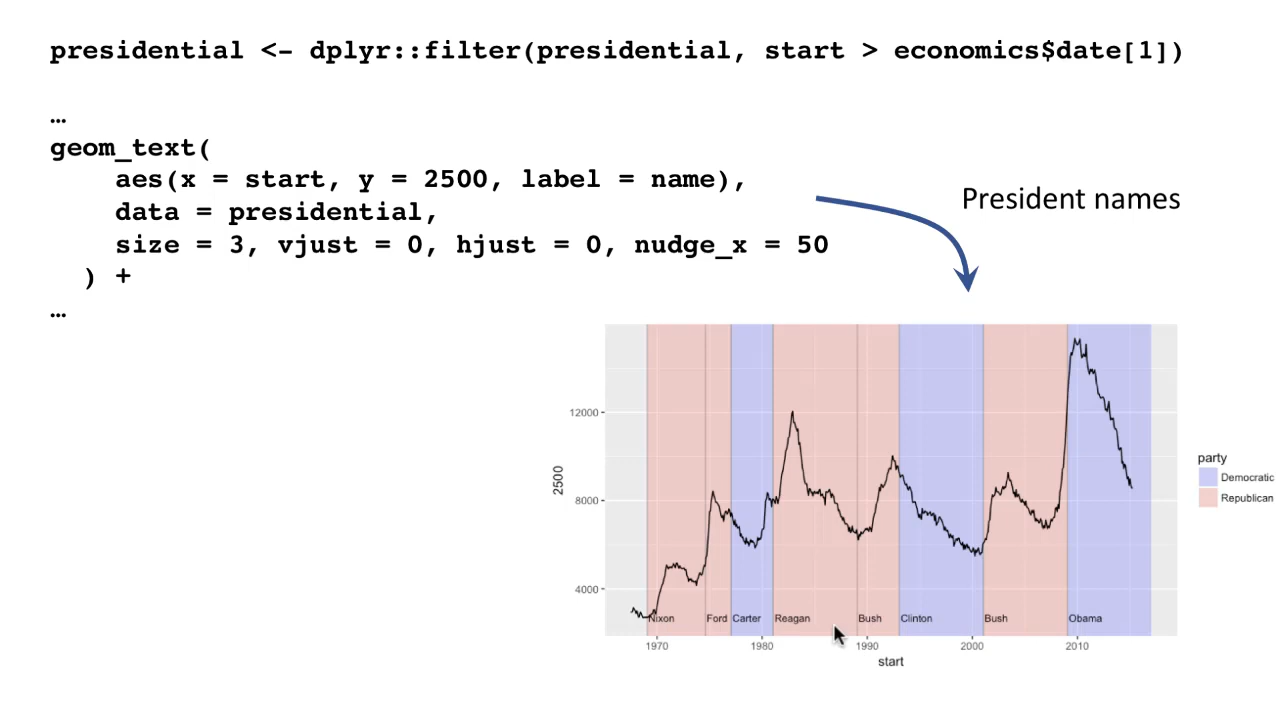 presidential <- dplyr::filter(presidential, start > economics$date[1])
…
geom_text(
aes(x = start, y = 2500, label = name),
data = presidential,
size = 3, vjust = 0, hjust = 0, nudge_x = 50
) +
…
President names
12000
8000
4000
2500
Nixon Ford Carter Reagan Bush Clinton Bush Obama
1970 1980 1990 2000 2010
start
party
Democratic
Republican